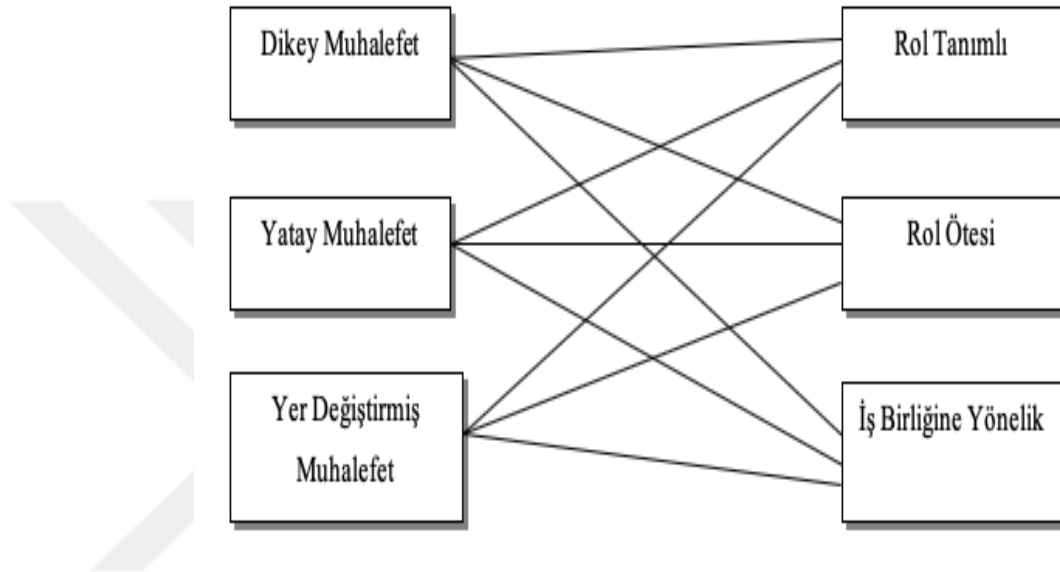 Dikey Muhalefet
Rol Tanımlı
Yatay Muhalefet
Rol Ötesi
Yer Değiştirmiş
Muhalefet
İş Birliğine Yönelik